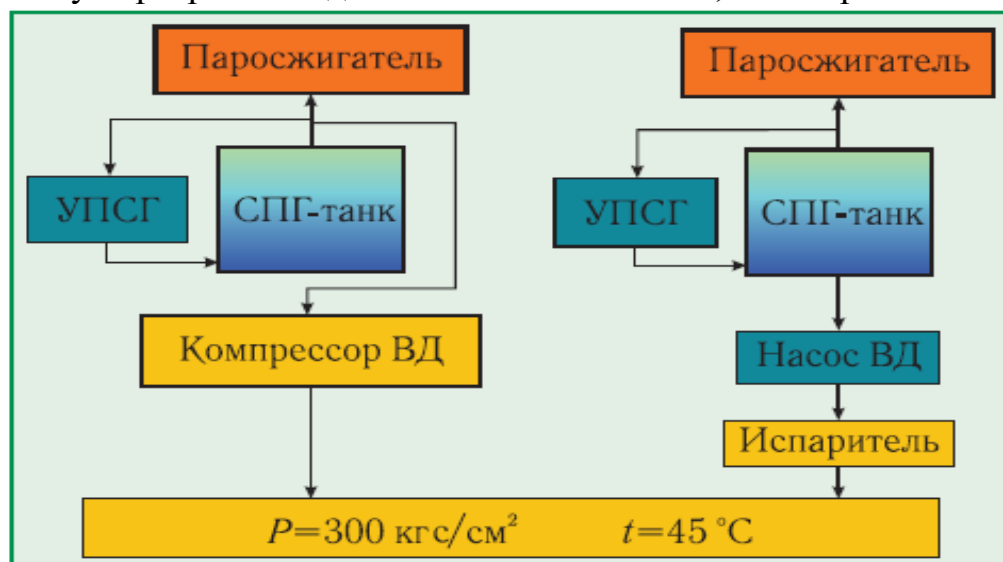 Паросжигатель
Паросжигатель
УПСГ
СПГ-танк
УПСГ
СПГ-танк
Компрессор ВД
Насос ВД
Испаритель
P=300 кгс/см² t=45 °C